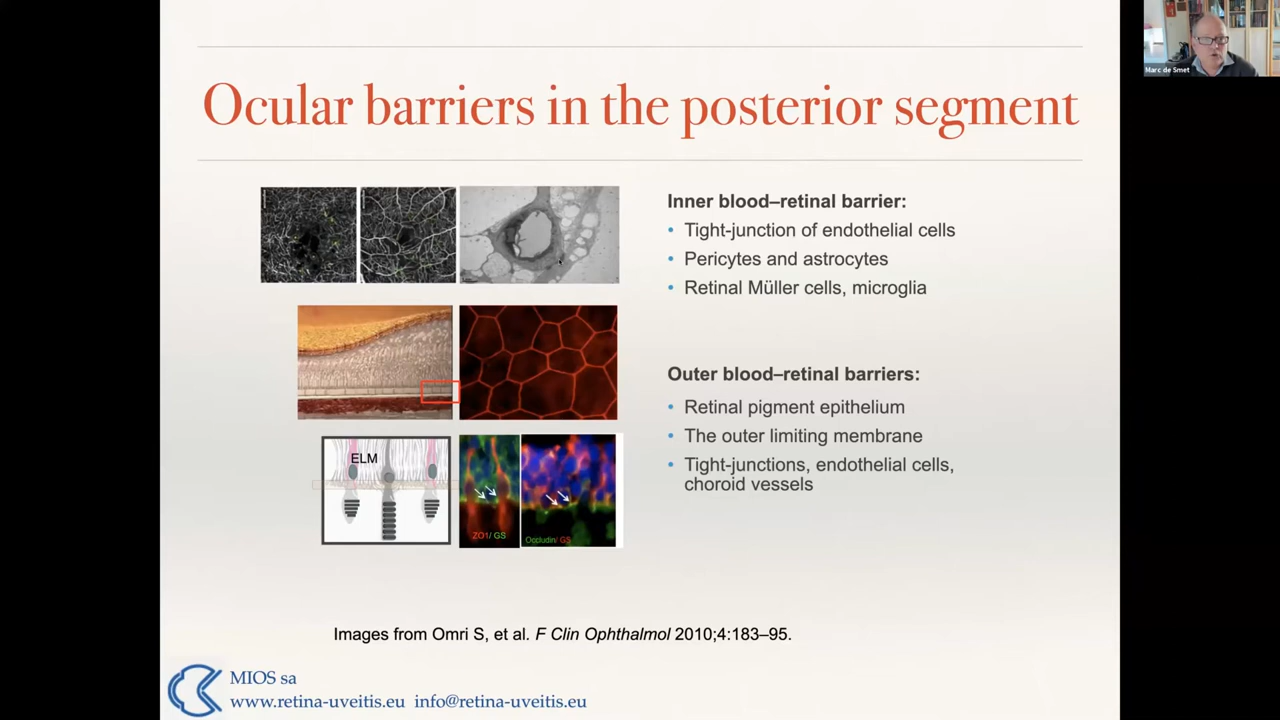 Marc de Smet
Ocular barriers in the posterior segment
Inner blood–retinal barrier:
• Tight-junction of endothelial cells
• Pericytes and astrocytes
• Retinal Müller cells, microglia
Outer blood–retinal barriers:
• Retinal pigment epithelium
• The outer limiting membrane
• Tight-junctions, endothelial cells,
choroid vessels
ELM
ZO1/ GS
Occludin/ GS
Images from Omri S, et al. F Clin Ophthalmol 2010;4:183–95.
MIOS sa
www.retina-uveitis.eu info@retina-uveitis.eu